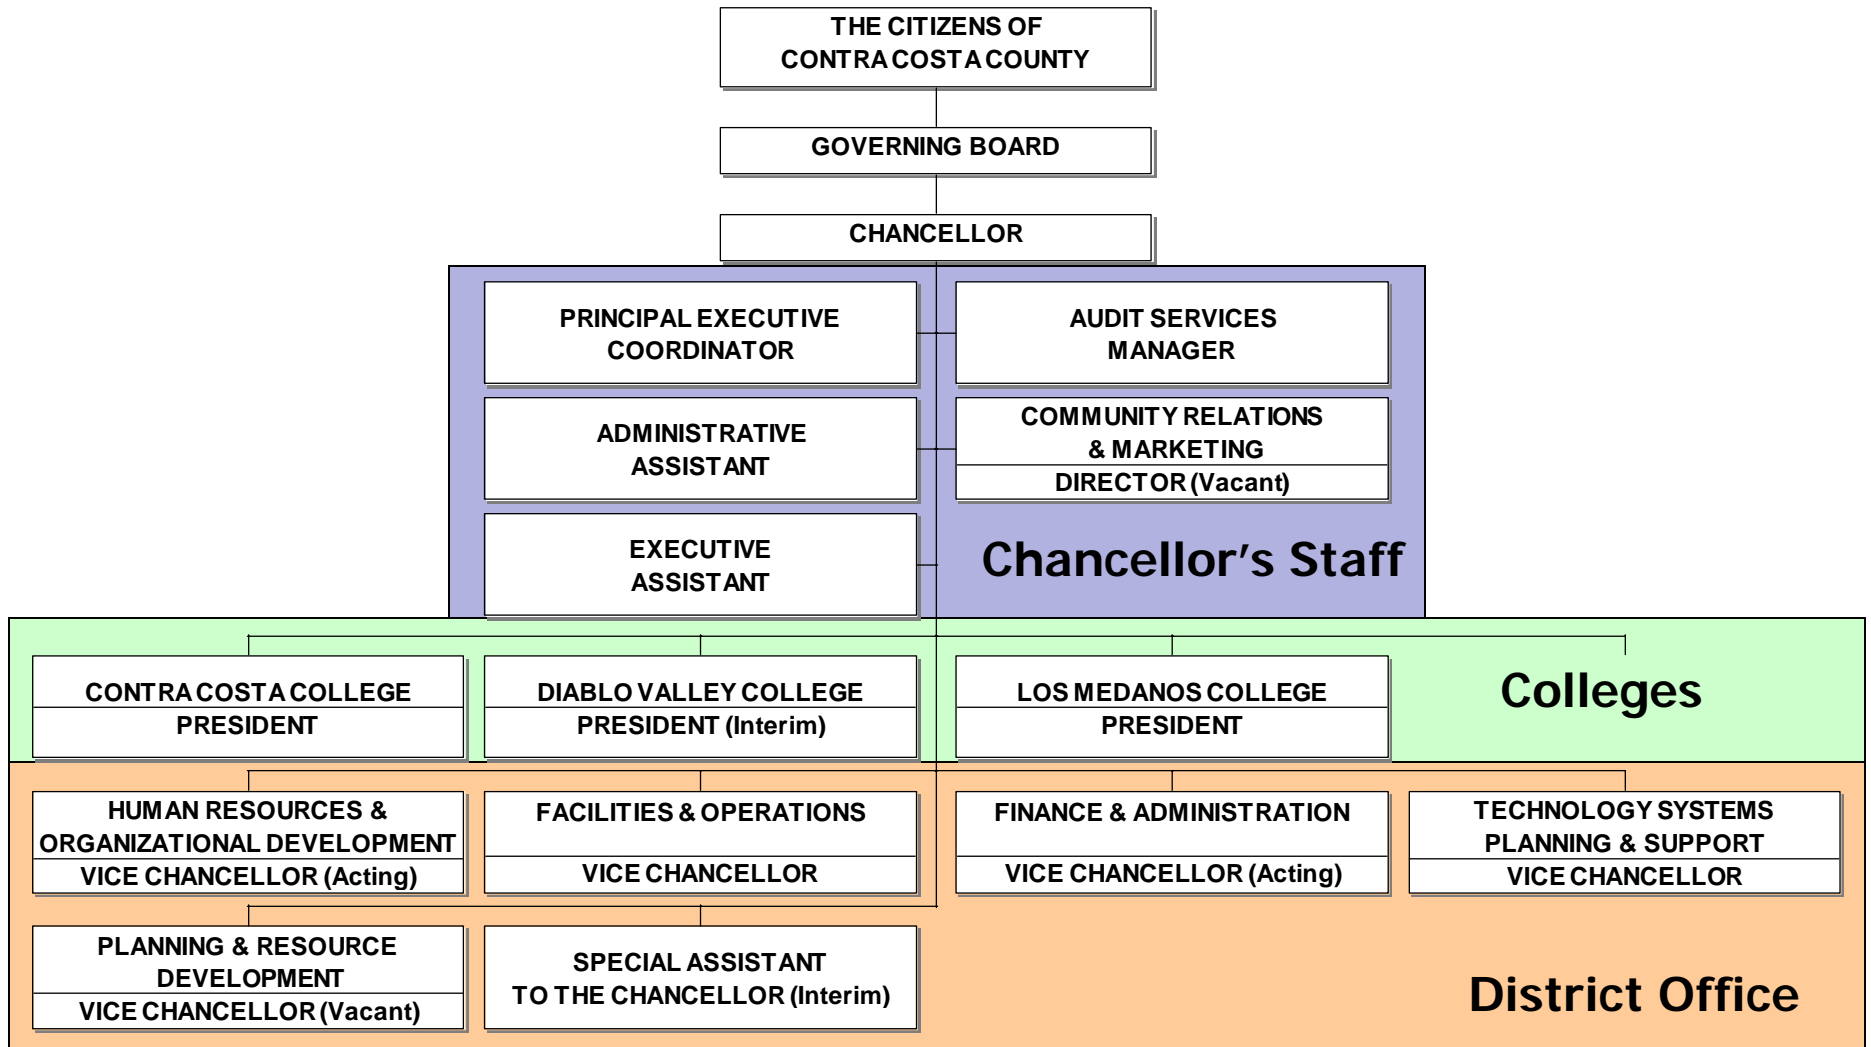 THE CITIZENS OF
CONTRA COSTA COUNTY
GOVERNING BOARD
CHANCELLOR
PRINCIPAL EXECUTIVE
COORDINATOR
AUDIT SERVICES
MANAGER
ADMINISTRATIVE
ASSISTANT
COMMUNITY RELATIONS
& MARKETING
DIRECTOR (Vacant)
EXECUTIVE
ASSISTANT
Chancellor's Staff
CONTRA COSTA COLLEGE
PRESIDENT
DIABLO VALLEY COLLEGE
PRESIDENT (Interim)
LOS MEDANOS COLLEGE
PRESIDENT
Colleges
HUMAN RESOURCES &
ORGANIZATIONAL DEVELOPMENT
VICE CHANCELLOR (Acting)
FACILITIES & OPERATIONS
VICE CHANCELLOR
FINANCE & ADMINISTRATION
VICE CHANCELLOR (Acting)
TECHNOLOGY SYSTEMS
PLANNING & SUPPORT
VICE CHANCELLOR
PLANNING & RESOURCE
DEVELOPMENT
VICE CHANCELLOR (Vacant)
SPECIAL ASSISTANT
TO THE CHANCELLOR (Interim)
District Office